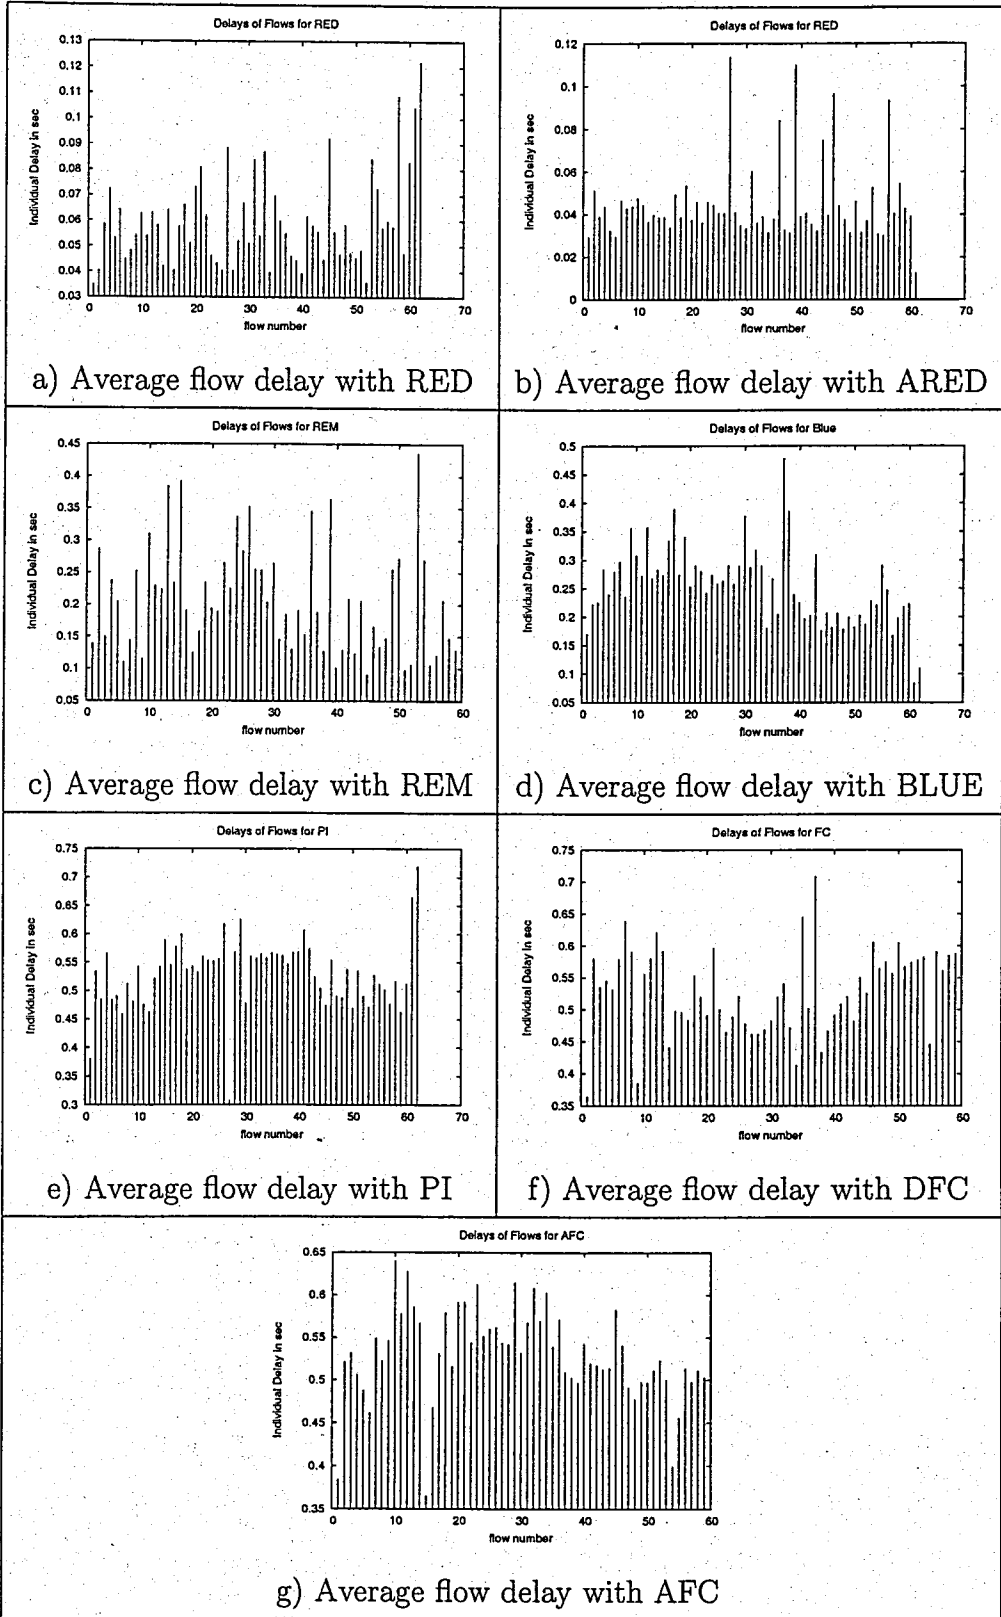 Delays of Flows for RED
0.13
0.12
0.11
0.1
0.09
0.08
0.07
0.06
0.05
0.04
0.03
Individual Delay in sec
0 10 20 30 40 50 60 70
flow number
a) Average flow delay with RED
Delays of Flows for RED
0.12
0.1
0.08
0.06
0.04
0.02
0
Individual Delay in sec
0 10 20 30 40 50 60 70
flow number
b) Average flow delay with ARED
Delays of Flows for REM
0.45
0.4
0.35
0.3
0.25
0.2
0.15
0.1
0.05
Individual Delay in sec
0 10 20 30 40 50 60
flow number
c) Average flow delay with REM
Delays of Flows for Blue
0.5
0.45
0.4
0.35
0.3
0.25
0.2
0.15
0.1
0.05
Individual Delay in sec
0 10 20 30 40 50 60 70
flow number
d) Average flow delay with BLUE
Delays of Flows for PI
0.75
0.7
0.65
0.6
0.55
0.5
0.45
0.4
0.35
0.3
Individual Delay in sec
0 10 20 30 40 50 60 70
flow number
e) Average flow delay with PI
Delays of Flows for FC
0.75
0.7
0.65
0.6
0.55
0.5
0.45
0.4
0.35
Individual Delay in sec
0 10 20 30 40 50 60
flow number
f) Average flow delay with DFC
Delays of Flows for AFC
0.65
0.6
0.55
0.5
0.45
0.4
0.35
Individual Delay in sec
0 10 20 30 40 50 60
flow number
g) Average flow delay with AFC